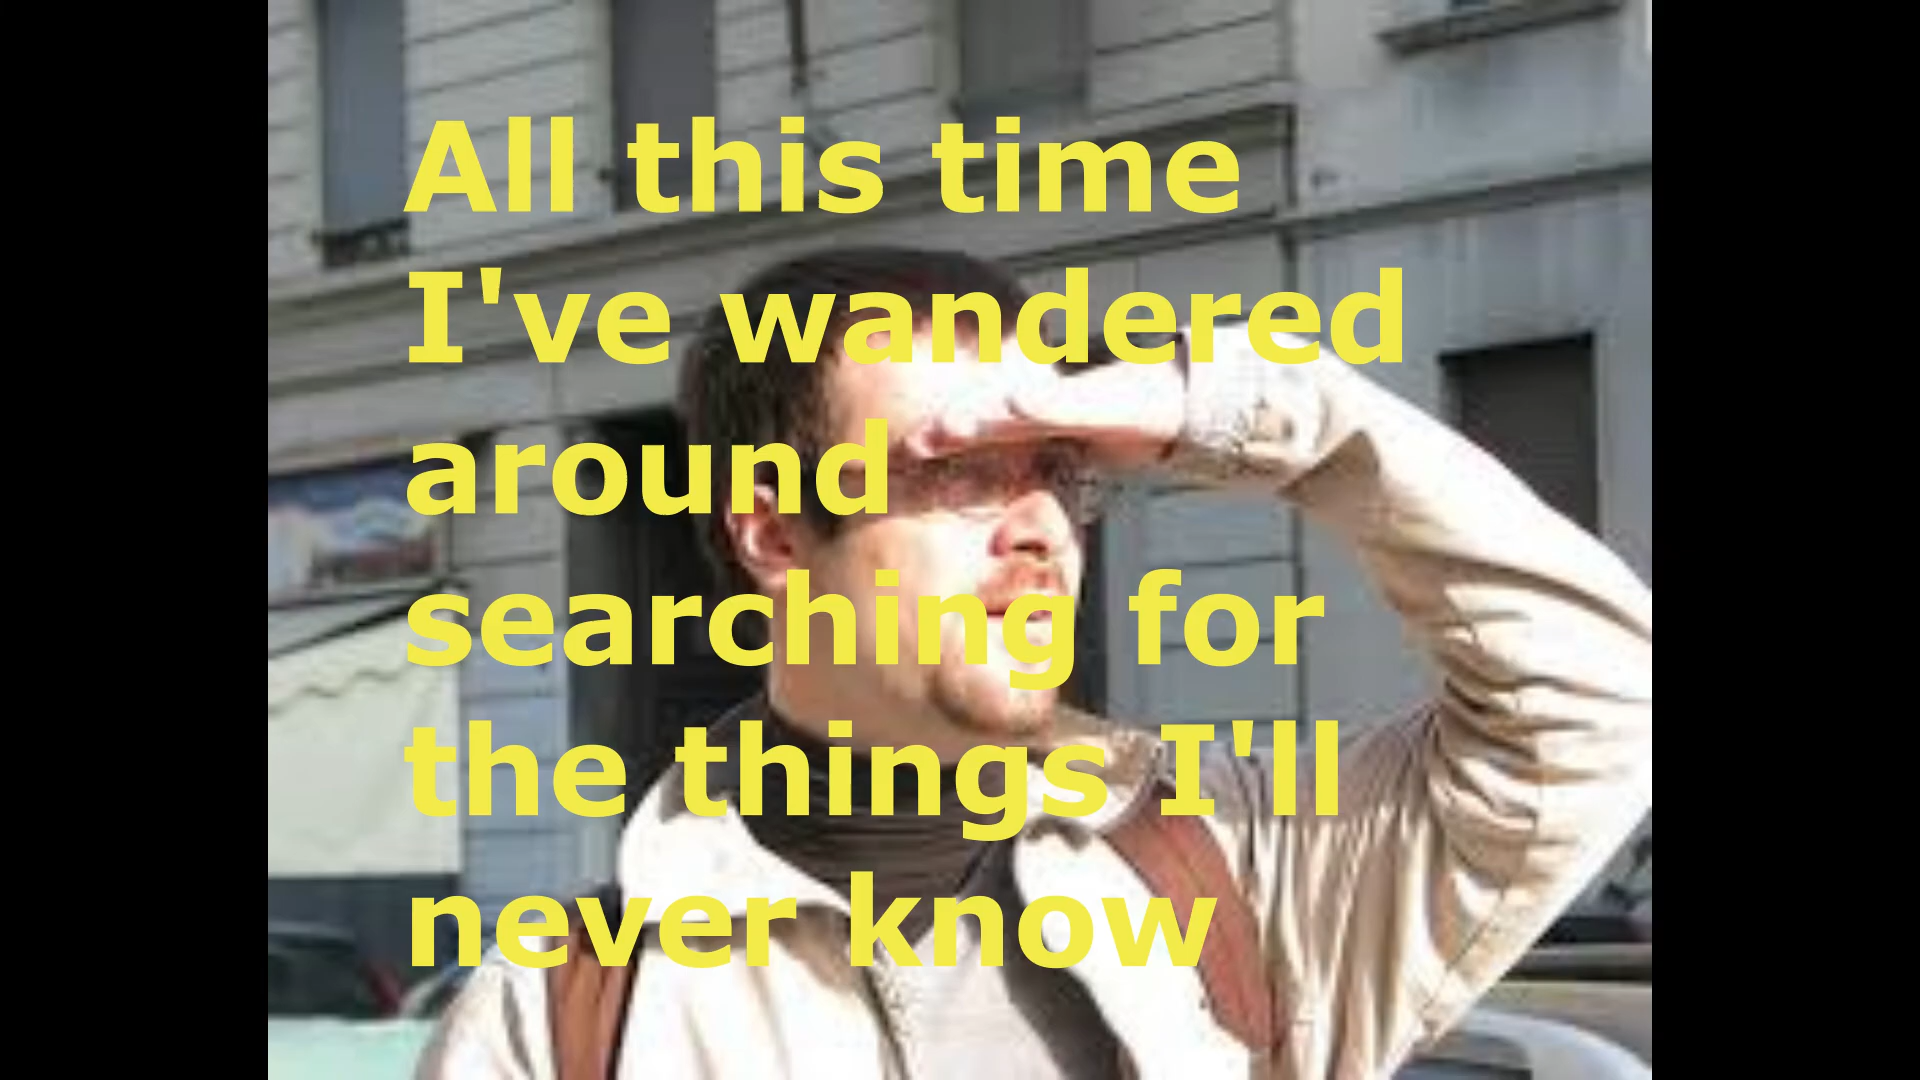 All this time
I've wandered
around
searching for
the things I'll
never know